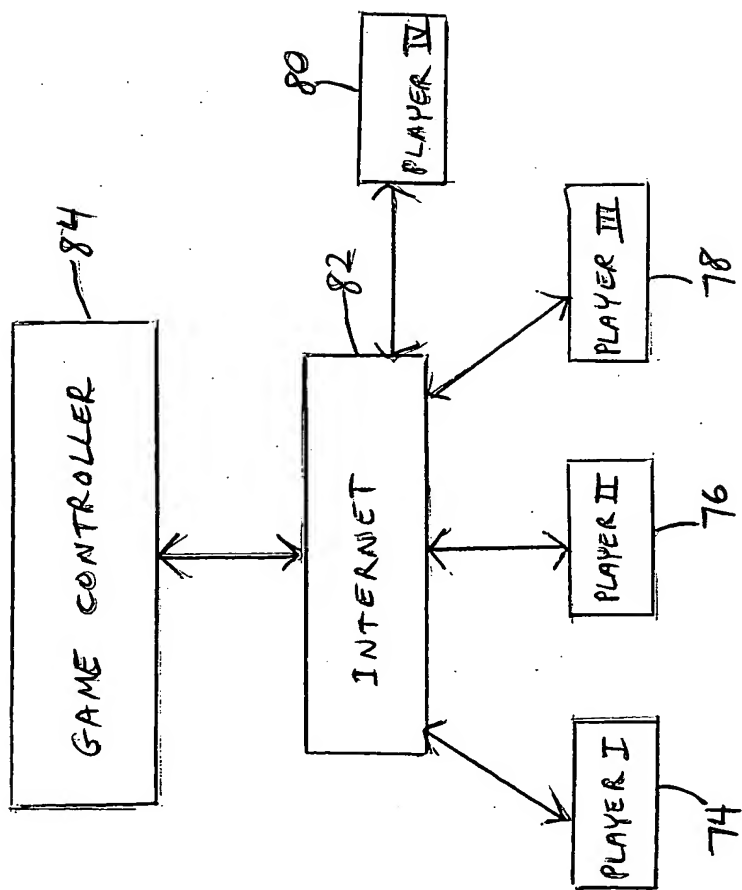 GAME CONTROLLER
84
INTERNET
82
PLAYER IV
80
PLAYER I
74
PLAYER II
76
PLAYER III
78